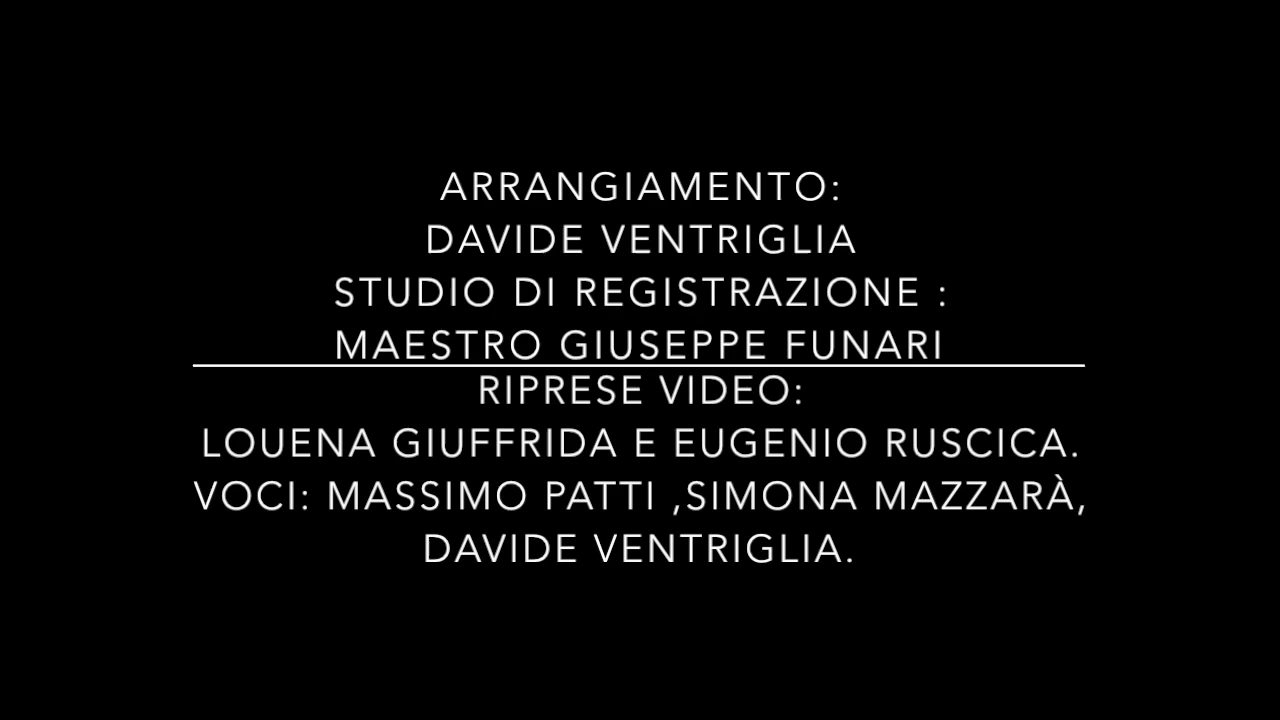 ARRANGIAMENTO:
DAVIDE VENTRIGLIA
STUDIO DI REGISTRAZIONE :
MAESTRO GIUSEPPE FUNARI
RIPRESE VIDEO:
LOUENA GIUFFRIDA E EUGENIO RUSCICA.
VOCI: MASSIMO PATTI ,SIMONA MAZZARÀ,
DAVIDE VENTRIGLIA.